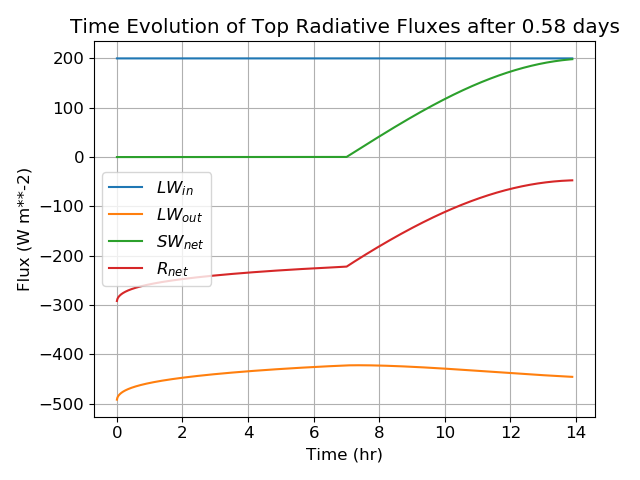 Time Evolution of Top Radiative Fluxes after 0.58 days
200
100
0
−100
−200
−300
−400
−500
Flux (W m**-2)
LW_in
LW_out
SW_net
R_net
0 2 4 6 8 10 12 14
Time (hr)